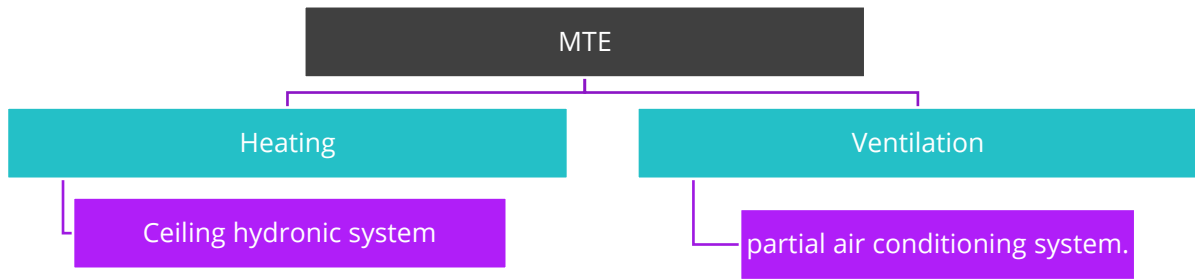 MTE
Heating
Ventilation
Ceiling hydronic system
partial air conditioning system.